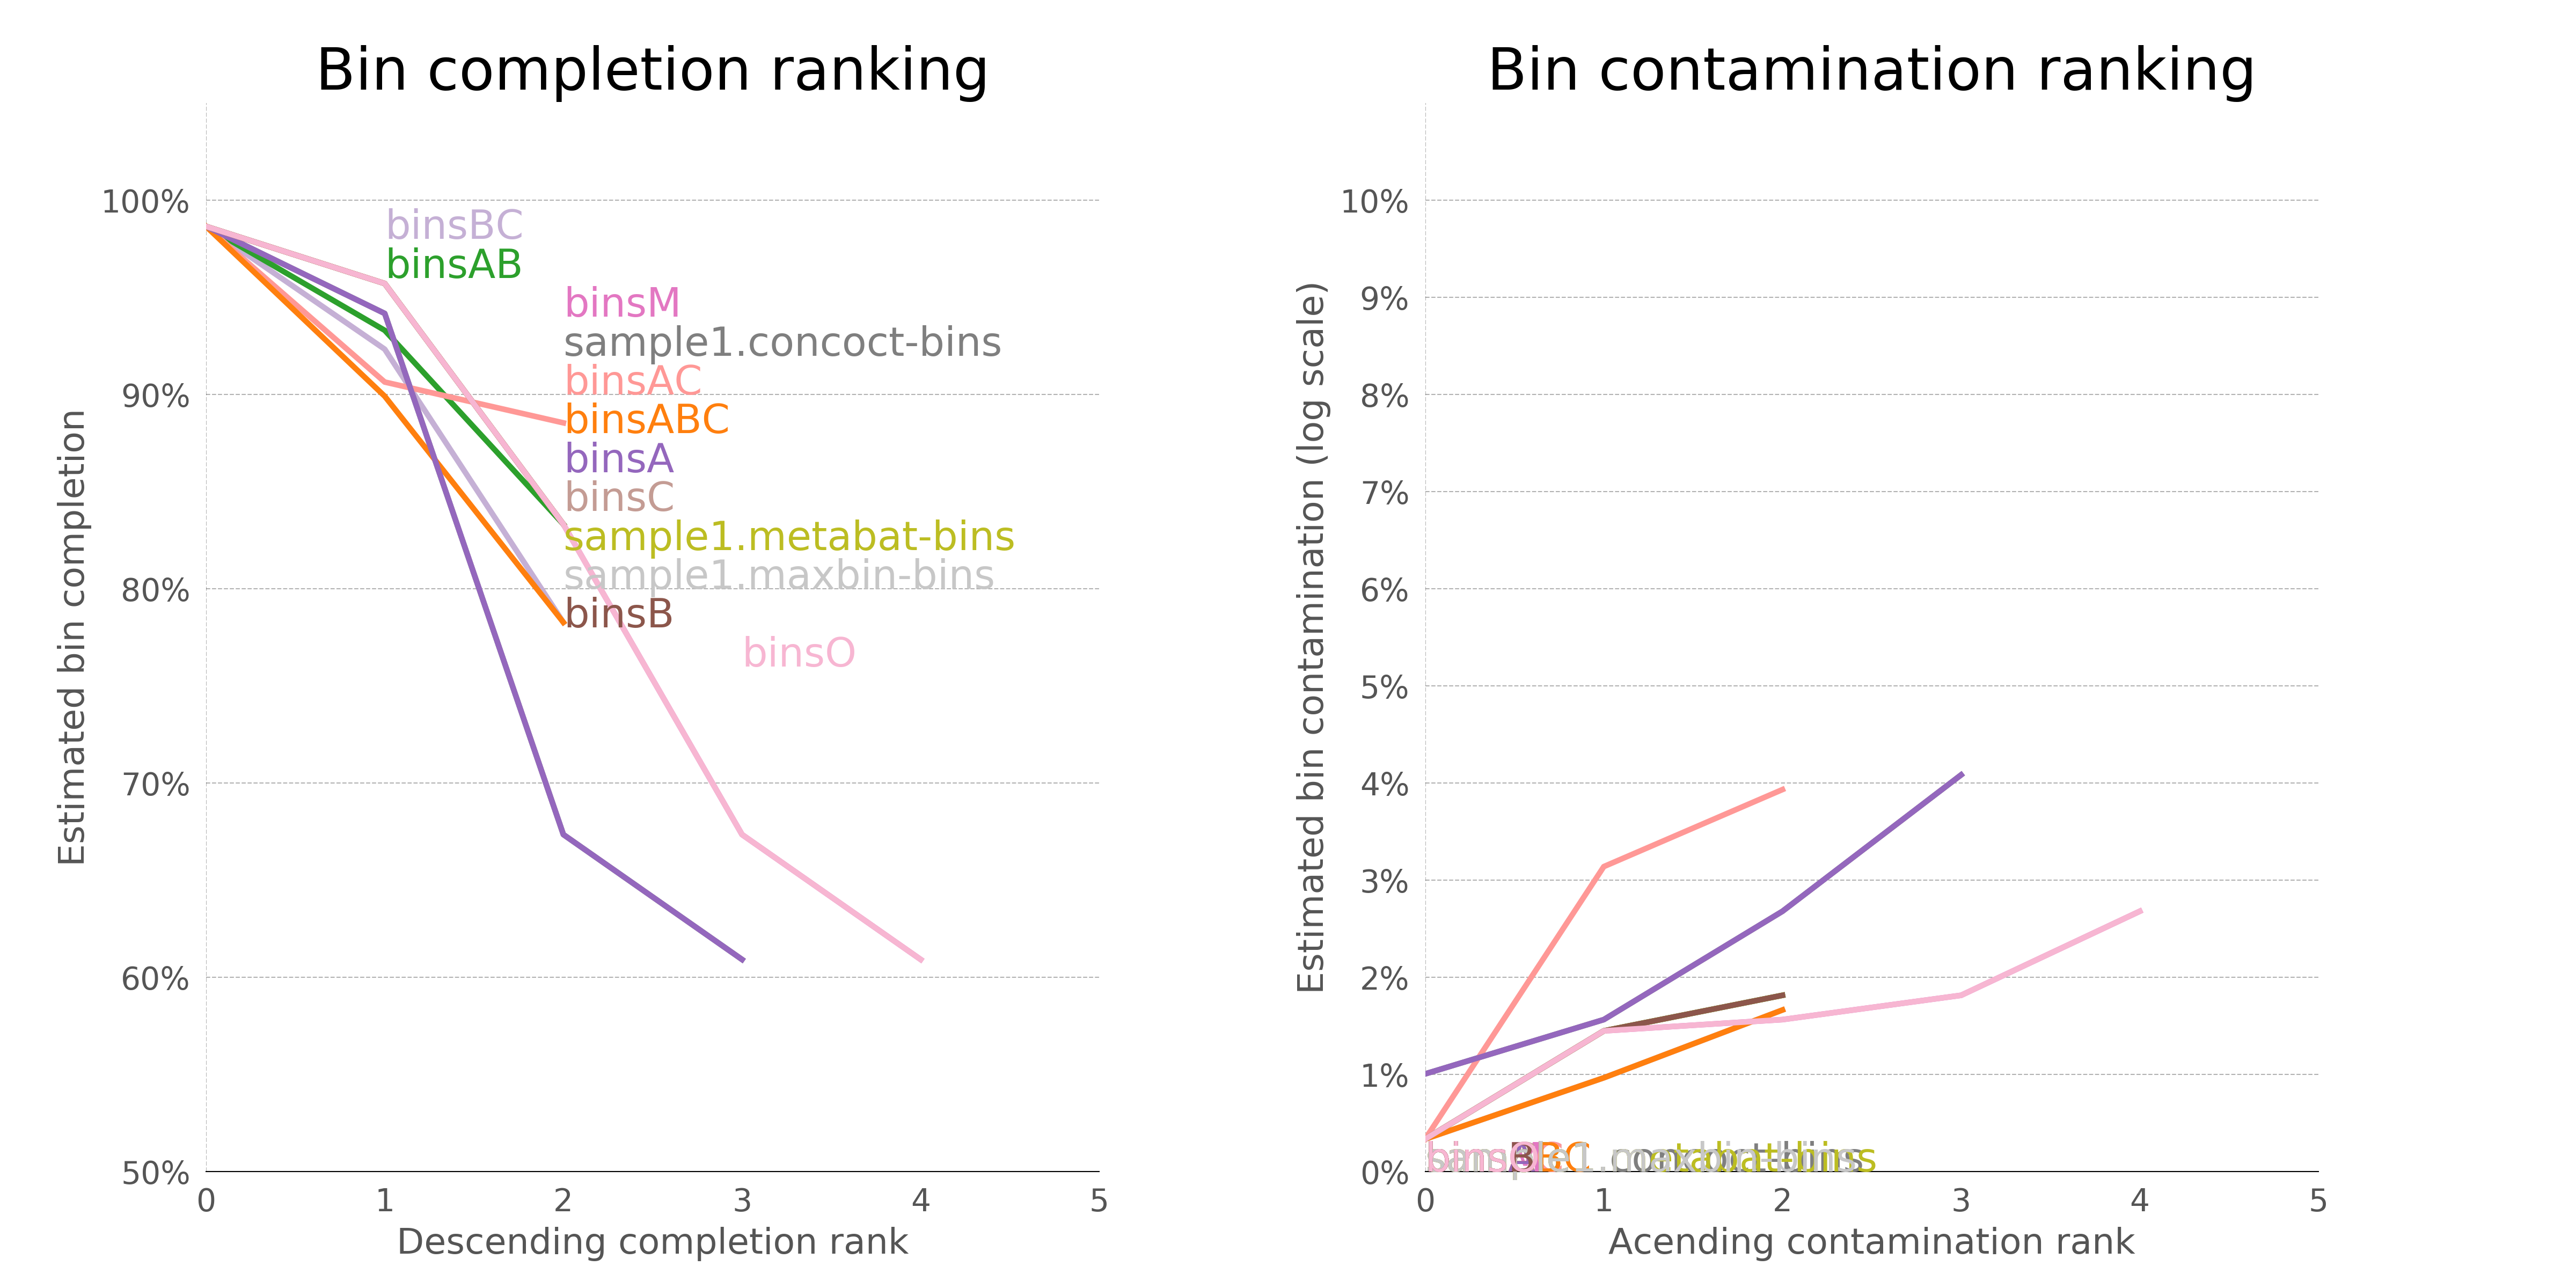 Bin completion ranking
Estimated bin completion
100%
90%
80%
70%
60%
50%
binsBC
binsAB
binsM
sample1.concoct-bins
binsAC
binsABC
binsA
binsC
sample1.metabat-bins
sample1.maxbin-bins
binsB
binsO
0 1 2 3 4 5
Descending completion rank
Bin contamination ranking
Estimated bin contamination (log scale)
10%
9%
8%
7%
6%
5%
4%
3%
2%
1%
0%
0 1 2 3 4 5
Acending contamination rank